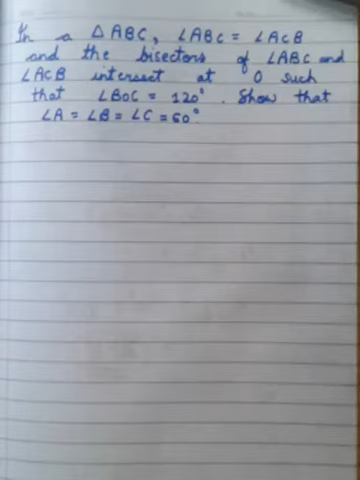 In a △ABC, ∠ABC = ∠ACB
and the bisectors of ∠ABC and
∠ACB intersect at O such
that ∠BOC = 120°. Show that
∠A = ∠B = ∠C = 60°.